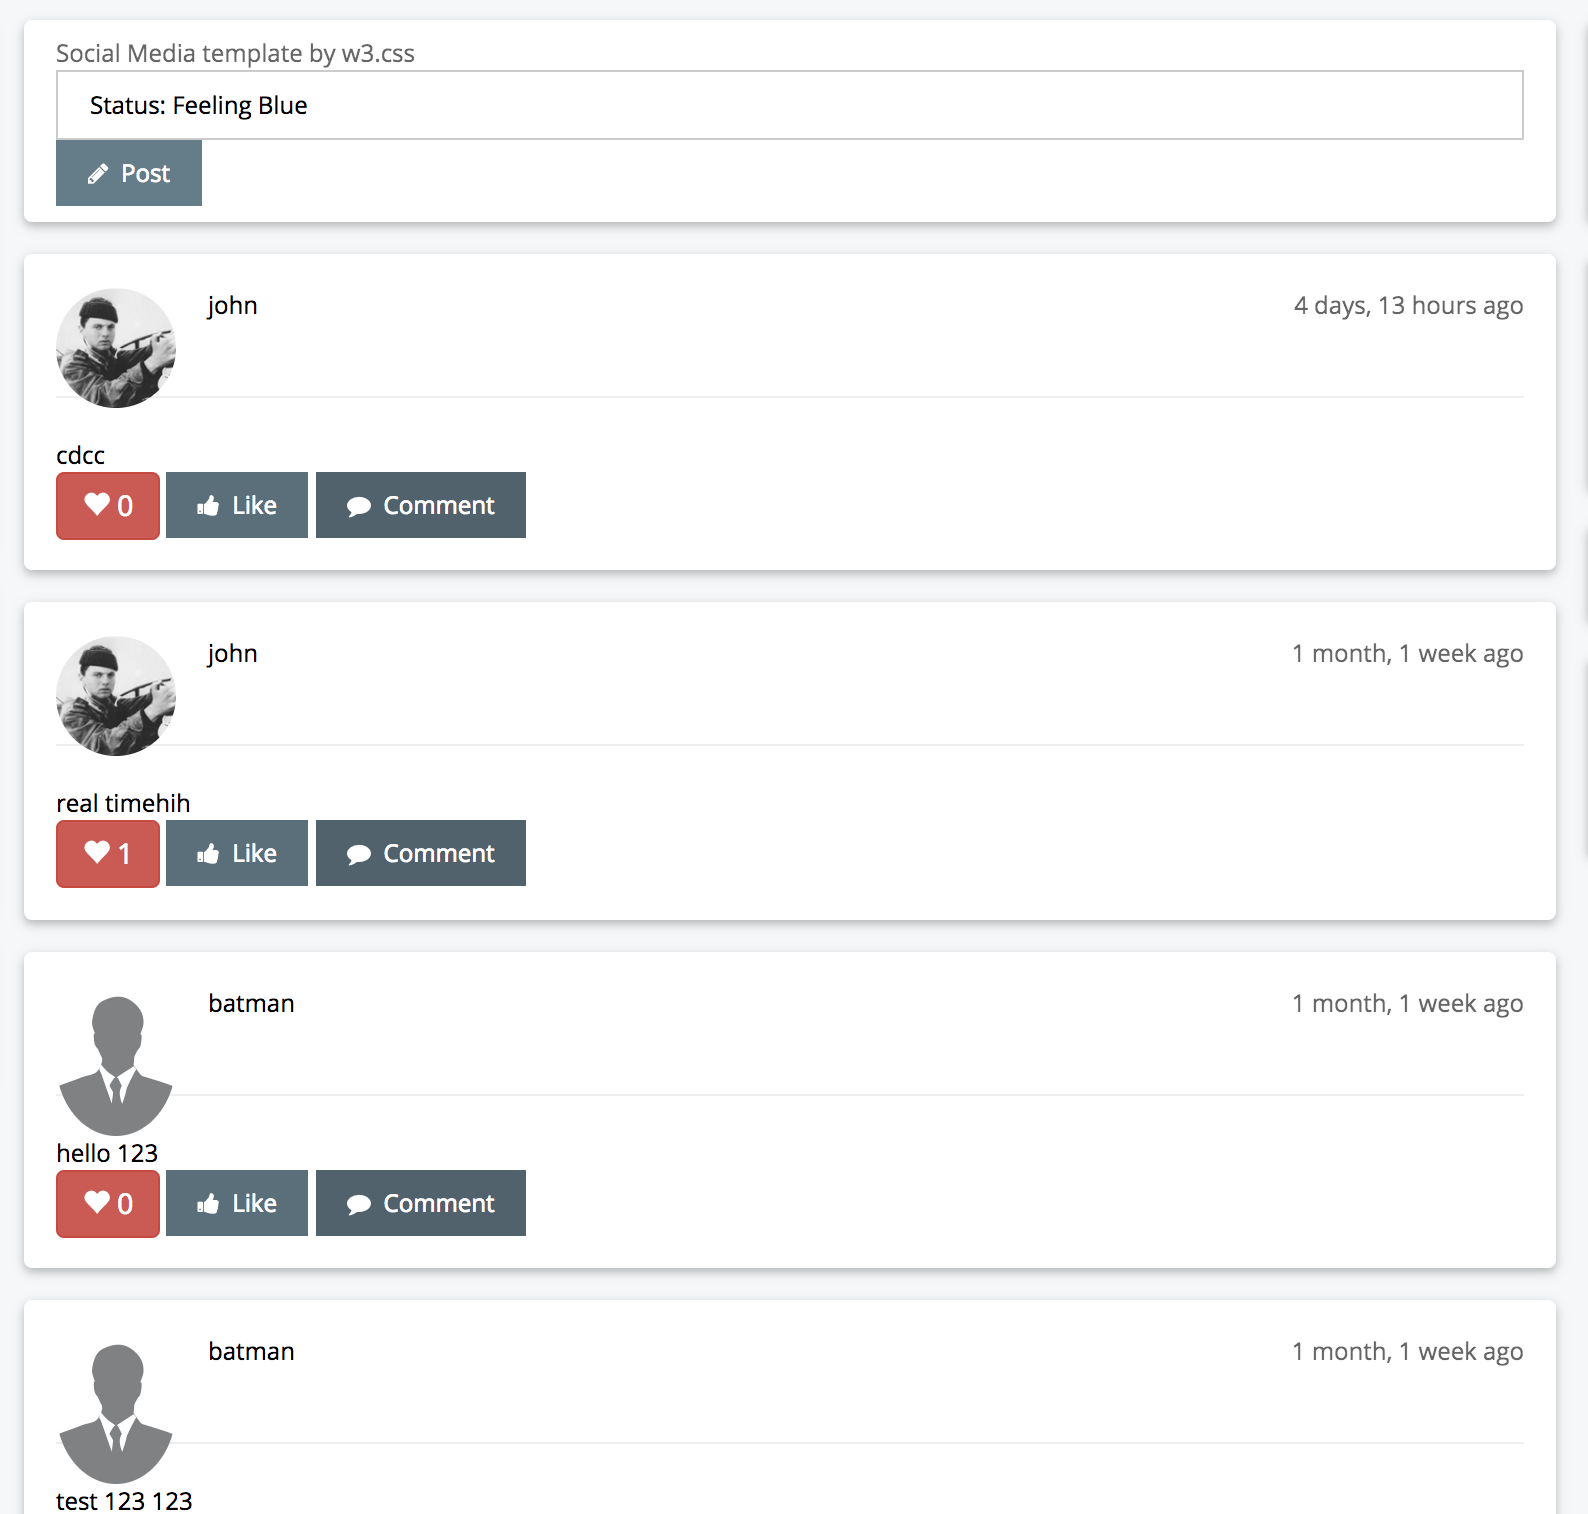 Social Media template by w3.css
Status: Feeling Blue
Post
john
4 days, 13 hours ago
cdcc
0 Like Comment
john
1 month, 1 week ago
real timehih
1 Like Comment
batman
1 month, 1 week ago
hello 123
0 Like Comment
batman
1 month, 1 week ago
test 123 123